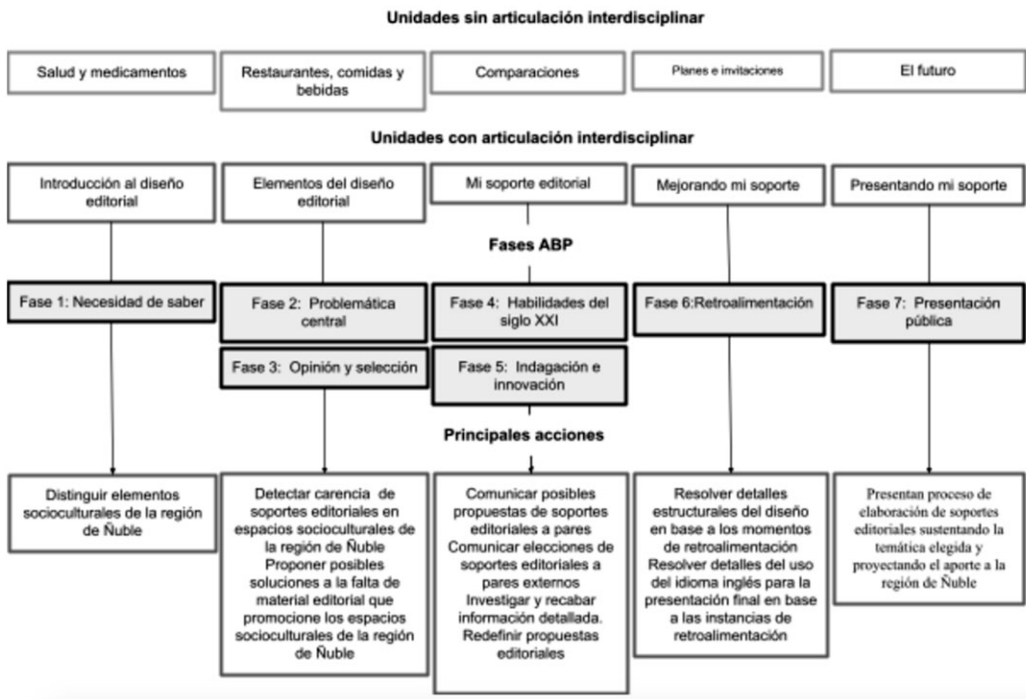 Unidades sin articulación interdisciplinar
Salud y medicamentos
Restaurantes, comidas y
bebidas
Comparaciones
Planes e invitaciones
El futuro
Unidades con articulación interdisciplinar
Introducción al diseño
editorial
Elementos del diseño
editorial
Mi soporte editorial
Mejorando mi soporte
Presentando mi soporte
Fases ABP
Fase 1: Necesidad de saber
Fase 2: Problemática
central
Fase 4: Habilidades del
siglo XXI
Fase 6:Retroalimentación
Fase 7: Presentación
pública
Fase 3: Opinión y selección
Fase 5: Indagación e
innovación
Principales acciones
Distinguir elementos
socioculturales de la región
de Ñuble
Detectar carencia de
soportes editoriales en
espacios socioculturales de
la región de Ñuble
Proponer posibles
soluciones a la falta de
material editorial que
promocione los espacios
socioculturales de la región
de Ñuble
Comunicar posibles
propuestas de soportes
editoriales a pares
Comunicar elecciones de
soportes editoriales a
pares externos
Investigar y recabar
información detallada.
Redefinir propuestas
editoriales
Resolver detalles
estructurales del diseño
en base a los momentos
de retroalimentación
Resolver detalles del uso
del idioma inglés para la
presentación final en base
a las instancias de
retroalimentación
Presentan proceso de
elaboración de soportes
editoriales sustentando la
temática elegida y
proyectando el aporte a la
región de Ñuble